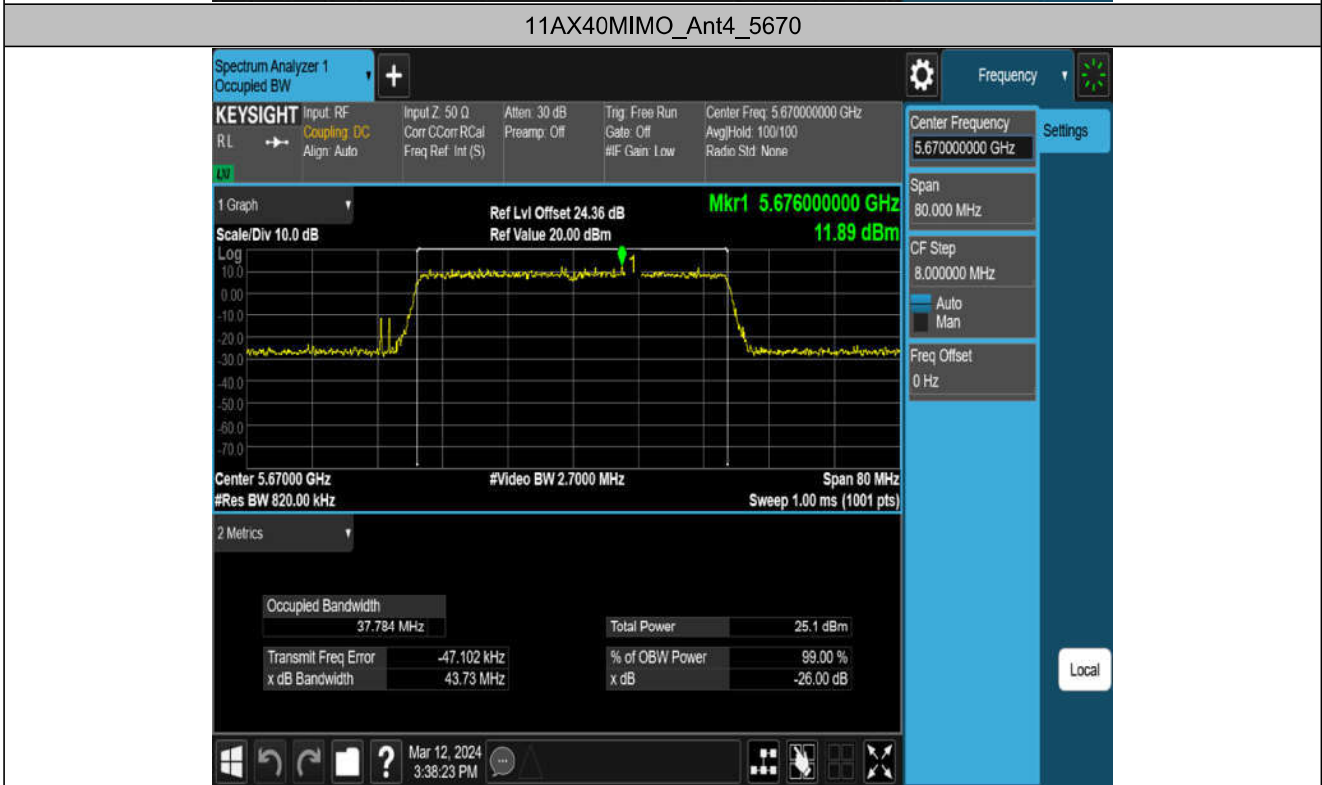 11AX40MIMO_Ant4_5670
Spectrum Analyzer 1
Occupied BW
+
Frequency
KEYSIGHT
RL
LXI
Input: RF
Coupling: DC
Align: Auto
Input Z: 50 Ω
Corr CCorr RCal
Freq Ref: Int (S)
Atten: 30 dB
Preamp: Off
Trig: Free Run
Gate: Off
#IF Gain: Low
Center Freq: 5.670000000 GHz
Avg|Hold: 100/100
Radio Std: None
Center Frequency
5.670000000 GHz
Settings
Span
80.000 MHz
CF Step
8.000000 MHz
Auto
Man
Freq Offset
0 Hz
Local
1 Graph
Scale/Div 10.0 dB
Ref Lvl Offset 24.36 dB
Ref Value 20.00 dBm
Mkr1 5.676000000 GHz
11.89 dBm
Log
10.0
0.00
-10.0
-20.0
-30.0
-40.0
-50.0
-60.0
-70.0
1
Center 5.67000 GHz
#Video BW 2.7000 MHz
Span 80 MHz
#Res BW 820.00 kHz
Sweep 1.00 ms (1001 pts)
2 Metrics
Occupied Bandwidth
37.784 MHz
Total Power 25.1 dBm
Transmit Freq Error -47.102 kHz
% of OBW Power 99.00 %
x dB Bandwidth 43.73 MHz
x dB -26.00 dB
?
Mar 12, 2024
3:38:23 PM